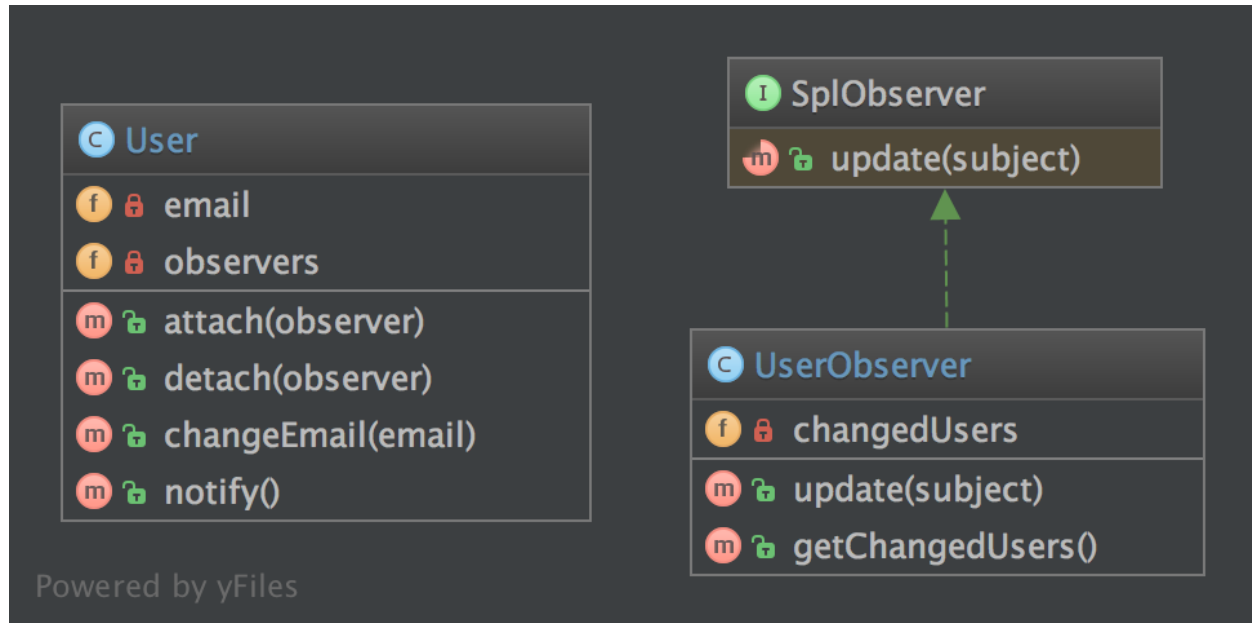 User
email
observers
attach(observer)
detach(observer)
changeEmail(email)
notify()
SplObserver
update(subject)
UserObserver
changedUsers
update(subject)
getChangedUsers()
Powered by yFiles